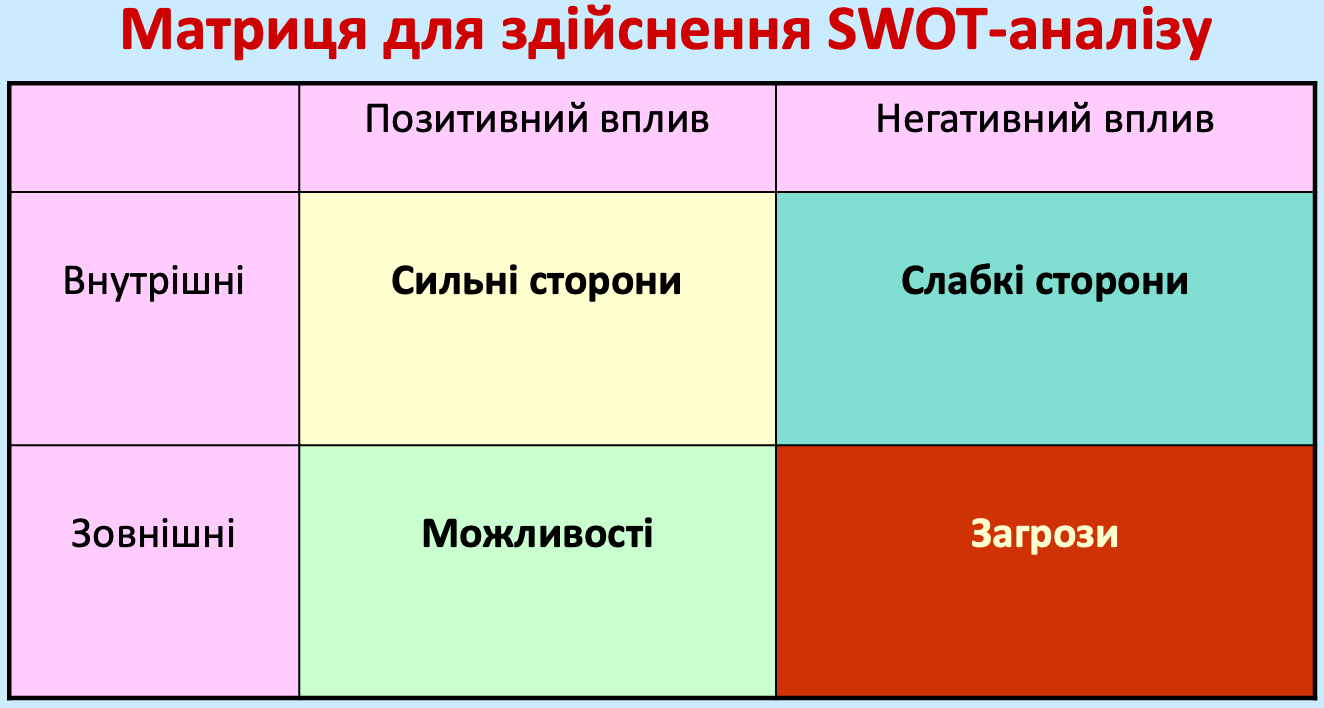 Матриця для здійснення SWOT-аналізу
Позитивний вплив
Негативний вплив
Внутрішні
Сильні сторони
Слабкі сторони
Зовнішні
Можливості
Загрози